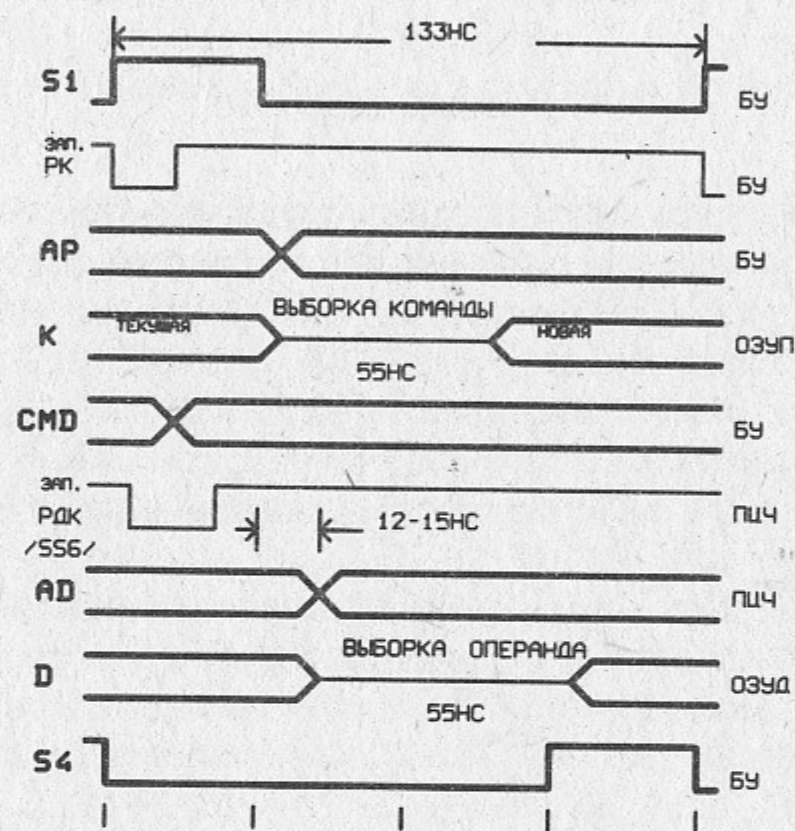 133НС
S1 БУ
ЗАП.
РК БУ
АР БУ
ВЫБОРКА КОМАНДЫ
К ТЕКУЩАЯ НОВАЯ ОЗУП
55НС
CMD БУ
ЗАП.
РДК 12-15НС ПЦЧ
/SS6/
AD ПЦЧ
ВЫБОРКА ОПЕРАНДА
D ОЗУД
55НС
S4 БУ